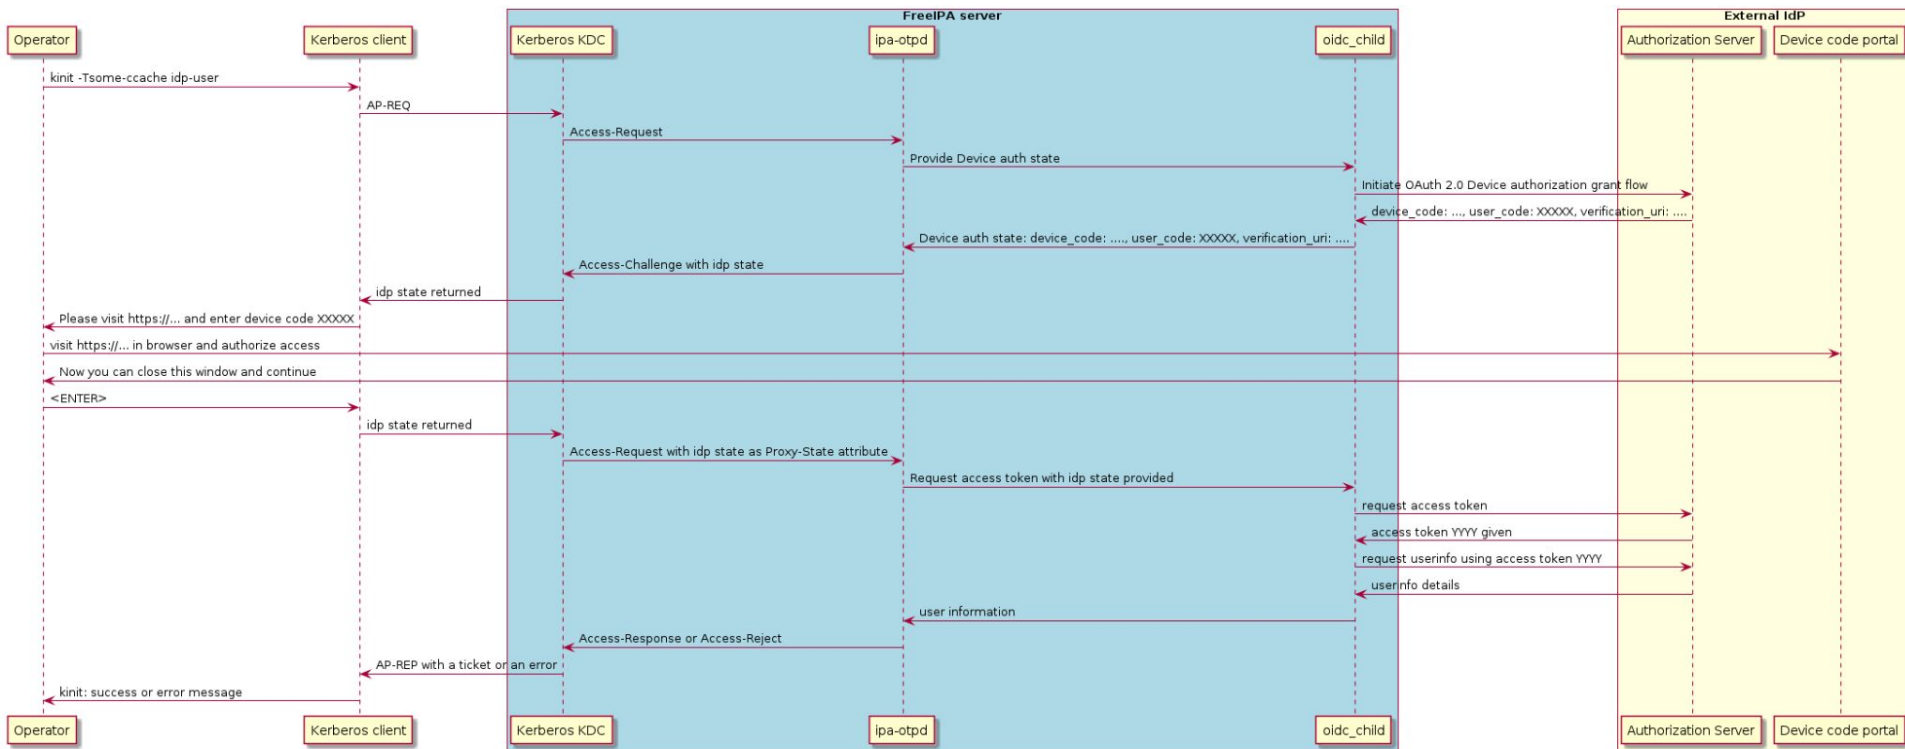 FreeIPA server
External IdP
Operator
Kerberos client
Kerberos KDC
ipa-otpd
oidc_child
Authorization Server
Device code portal
kinit -Tsome-ccache idp-user
AP-REQ
Access-Request
Provide Device auth state
Initiate OAuth 2.0 Device authorization grant flow
device_code: ..., user_code: XXXXX, verification_uri: ....
Device auth state: device_code: ...., user_code: XXXXX, verification_uri: ....
Access-Challenge with idp state
idp state returned
Please visit https://... and enter device code XXXXX
visit https://... in browser and authorize access
Now you can close this window and continue
<ENTER>
idp state returned
Access-Request with idp state as Proxy-State attribute
Request access token with idp state provided
request access token
access token YYYY given
request userinfo using access token YYYY
userinfo details
user information
Access-Response or Access-Reject
AP-REP with a ticket or an error
kinit: success or error message
Operator
Kerberos client
Kerberos KDC
ipa-otpd
oidc_child
Authorization Server
Device code portal